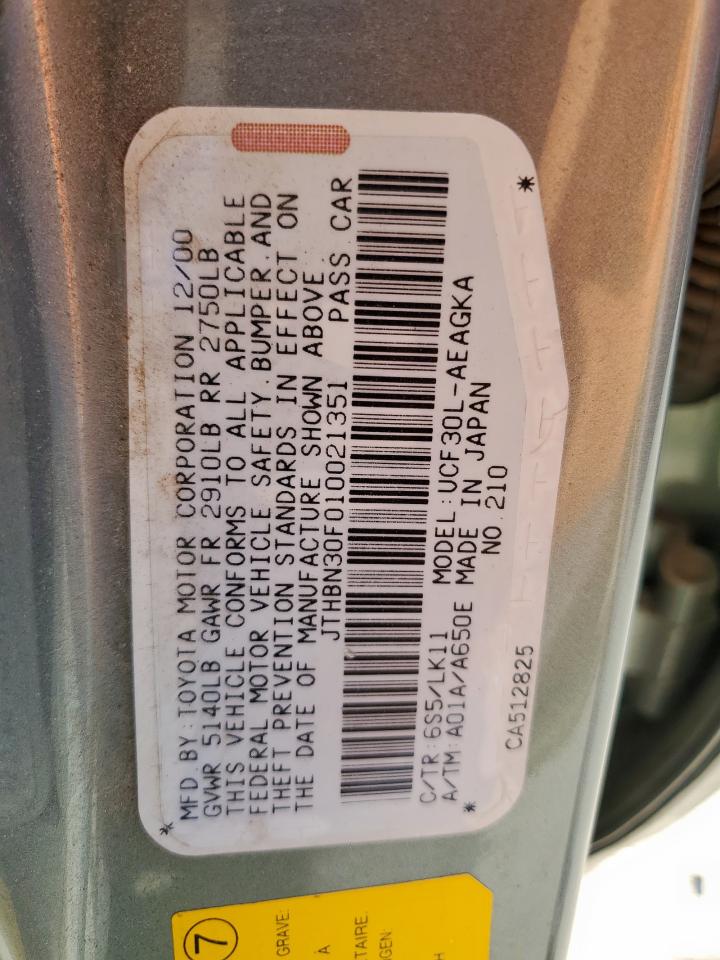 MFD.BY:TOYOTA MOTOR CORPORATION 12/00
GVWR 5140LB GAWR FR 2910LB RR 2750LB
THIS VEHICLE CONFORMS TO ALL APPLICABLE
FEDERAL MOTOR VEHICLE SAFETY,BUMPER,AND
THEFT PREVENTION STANDARDS IN EFFECT ON
THE DATE OF MANUFACTURE SHOWN ABOVE.
JTHBN30F010021351 PASS.CAR
C/TR:6S5/LK11 MODEL:UCF30L-AEAGKA
A/TM:A01A/A650E MADE IN JAPAN
NO.210
CA512825
7
GRAVE:
A
TAIRE.